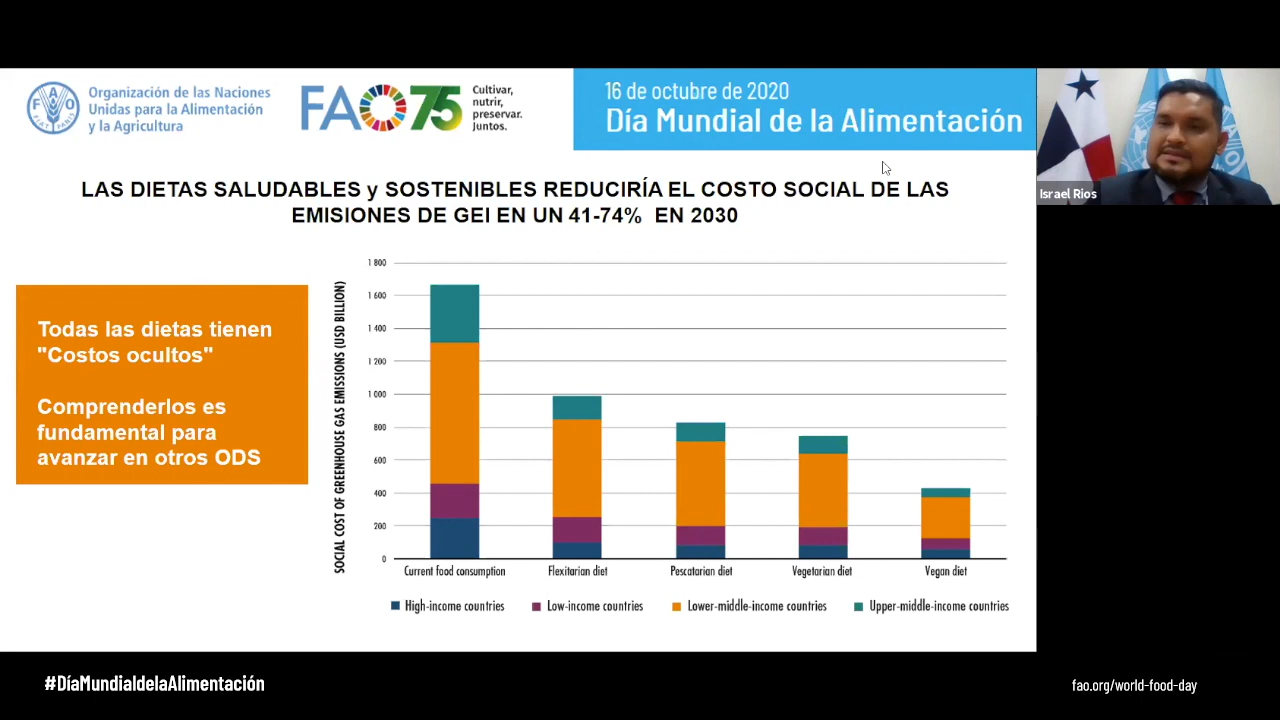 Organización de las Naciones
Unidas para la Alimentación
y la Agricultura
FAO
FIAT PANIS
FAO75
Cultivar,
nutrir,
preservar.
Juntos.
16 de octubre de 2020
Día Mundial de la Alimentación
Israel Rios
LAS DIETAS SALUDABLES y SOSTENIBLES REDUCIRÍA EL COSTO SOCIAL DE LAS
EMISIONES DE GEI EN UN 41-74% EN 2030
Todas las dietas tienen
"Costos ocultos"
Comprenderlos es
fundamental para
avanzar en otros ODS
SOCIAL COST OF GREENHOUSE GAS EMISSIONS (USD BILLION)
1 800
1 600
1 400
1 200
1 000
800
600
400
200
0
Current food consumption Flexitarian diet Pescatarian diet Vegetarian diet Vegan diet
High-income countries Low-income countries Lower-middle-income countries Upper-middle-income countries
#DíaMundialdelaAlimentación
fao.org/world-food-day